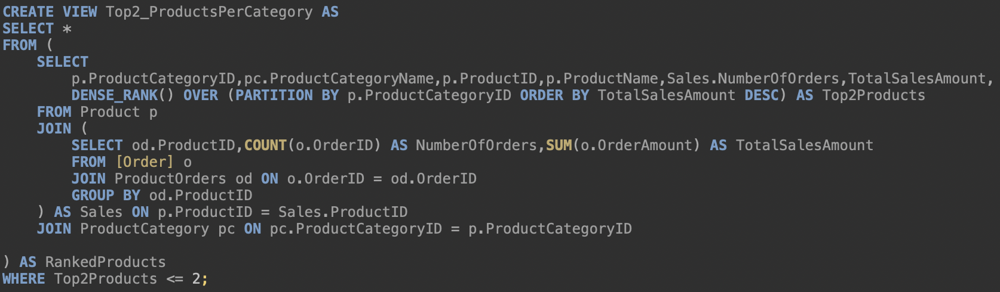 CREATE VIEW Top2_ProductsPerCategory AS
SELECT *
FROM (
    SELECT
        p.ProductCategoryID,pc.ProductCategoryName,p.ProductID,p.ProductName,Sales.NumberOfOrders,TotalSalesAmount,
        DENSE_RANK() OVER (PARTITION BY p.ProductCategoryID ORDER BY TotalSalesAmount DESC) AS Top2Products
    FROM Product p
    JOIN (
        SELECT od.ProductID,COUNT(o.OrderID) AS NumberOfOrders,SUM(o.OrderAmount) AS TotalSalesAmount
        FROM [Order] o
        JOIN ProductOrders od ON o.OrderID = od.OrderID
        GROUP BY od.ProductID
    ) AS Sales ON p.ProductID = Sales.ProductID
    JOIN ProductCategory pc ON pc.ProductCategoryID = p.ProductCategoryID

) AS RankedProducts
WHERE Top2Products <= 2;